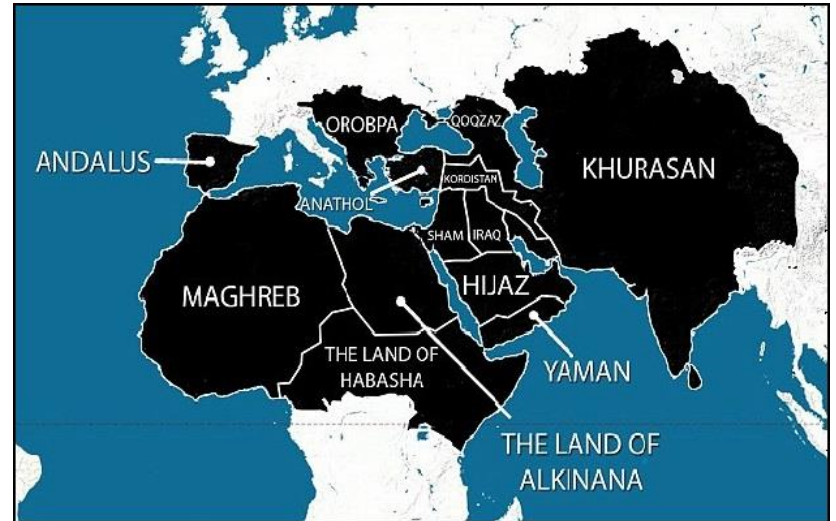 OROBPA
QOQZAZ
ANDALUS
KHURASAN
KORDISTAN
ANATHOL
SHAM
IRAQ
MAGHREB
HIJAZ
THE LAND OF
HABASHA
YAMAN
THE LAND OF
ALKINANA